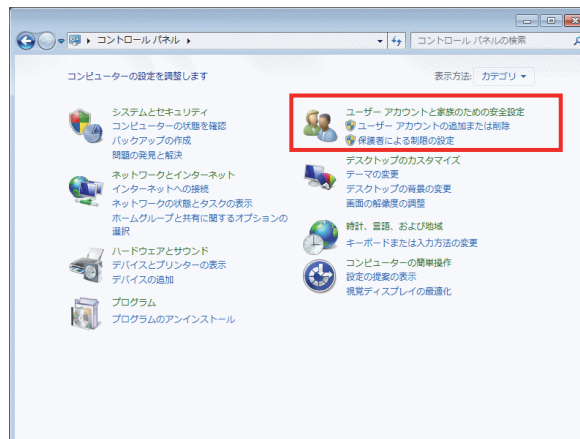 コントロール パネル
コントロール パネルの検索
コンピューターの設定を調整します
表示方法: カテゴリ
システムとセキュリティ
コンピューターの状態を確認
バックアップの作成
問題の発見と解決
ネットワークとインターネット
インターネットへの接続
ネットワークの状態とタスクの表示
ホームグループと共有に関するオプションの
選択
ハードウェアとサウンド
デバイスとプリンターの表示
デバイスの追加
プログラム
プログラムのアンインストール
ユーザー アカウントと家族のための安全設定
ユーザー アカウントの追加または削除
保護者による制限の設定
デスクトップのカスタマイズ
テーマの変更
デスクトップの背景の変更
画面の解像度の調整
時計、言語、および地域
キーボードまたは入力方法の変更
コンピューターの簡単操作
設定の提案の表示
視覚ディスプレイの最適化